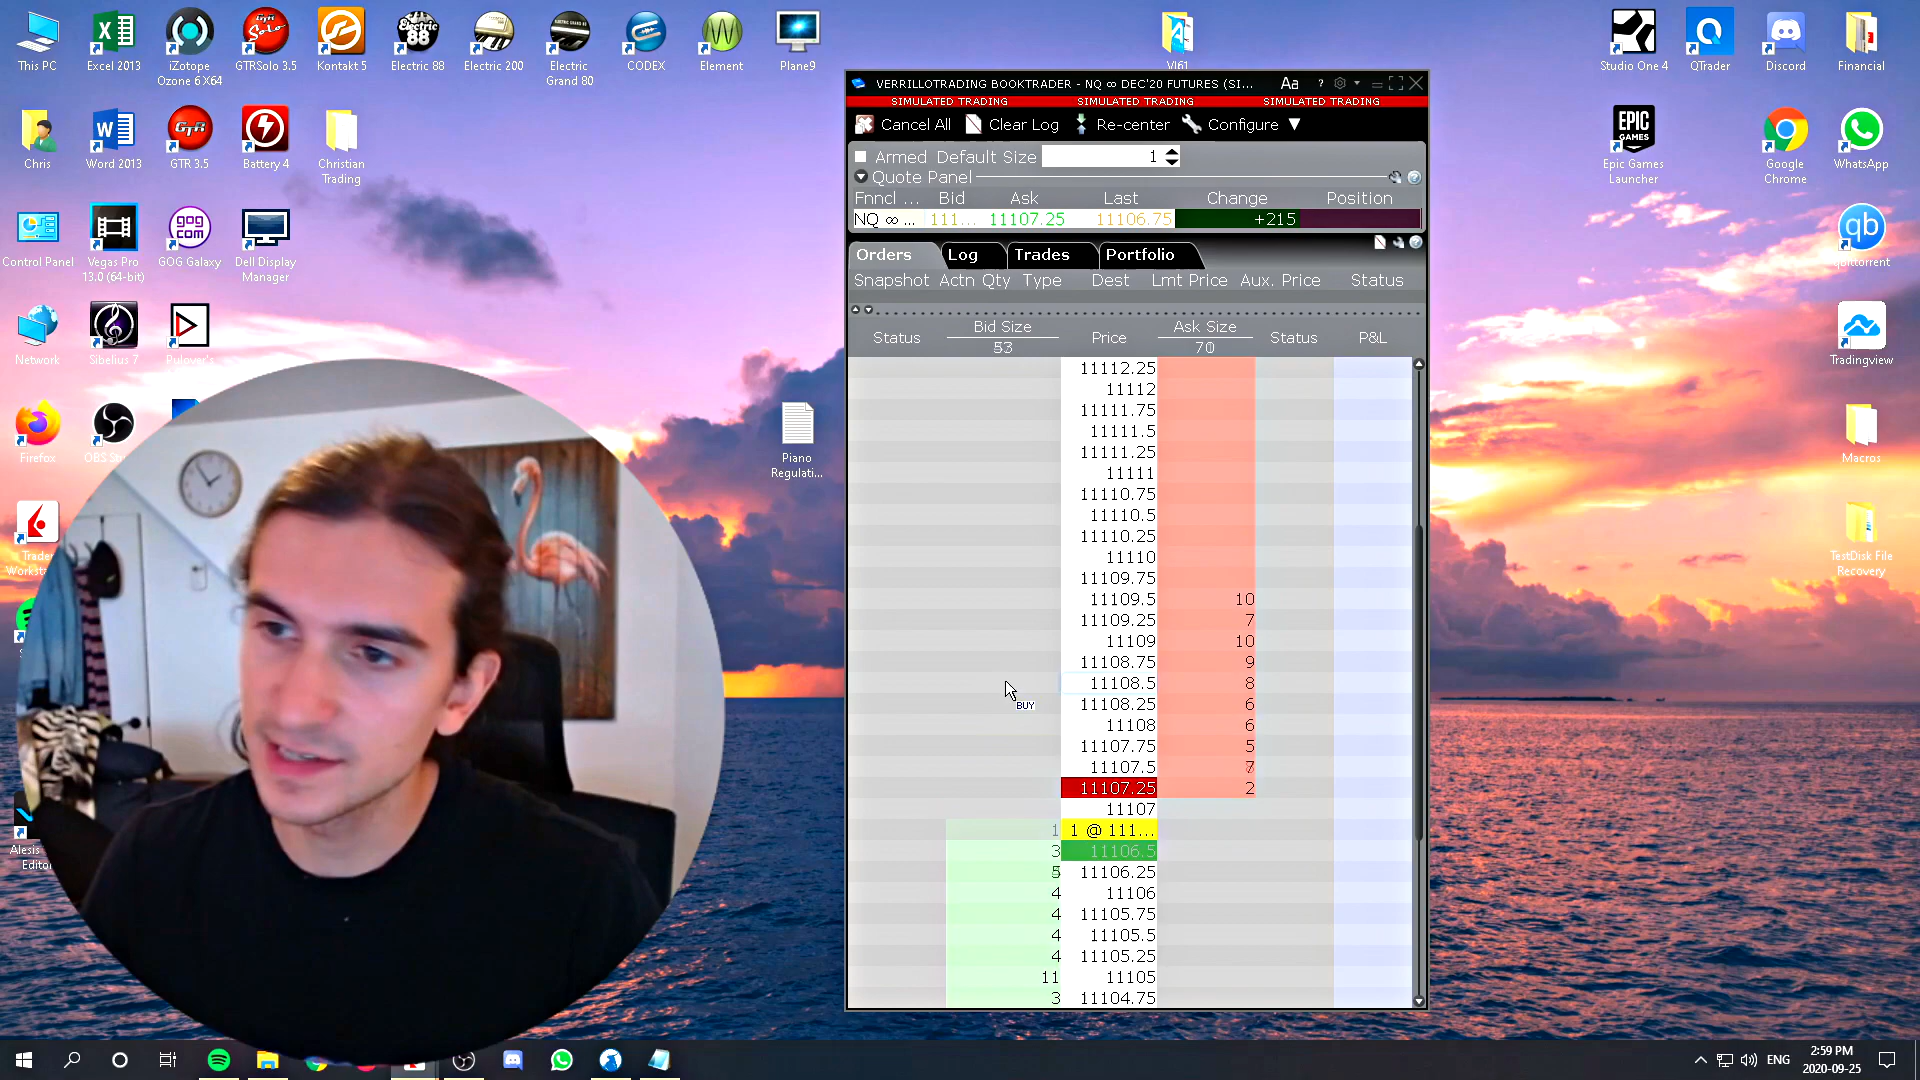 This PC
Excel 2013
iZotope
Ozone 6 X64
GTRSolo 3.5
Kontakt 5
Electric 88
Electric 200
Electric
Grand 80
CODEX
Element
Plane9
VI61
Studio One 4
QTrader
Discord
Financial
Chris
Word 2013
GTR 3.5
Battery 4
Christian
Trading
EPIC
GAMES
Epic Games
Launcher
Google
Chrome
WhatsApp
Control Panel
Vegas Pro
13.0 (64-bit)
GOG Galaxy
Dell Display
Manager
Network
Sibelius 7
Pulover's
Tradingview
Firefox
Piano
Regulati...
Macros
TestDisk File
Recovery
VERRILLOTRADING BOOKTRADER - NQ ∞ DEC'20 FUTURES (SI...
Aa
?
SIMULATED TRADING SIMULATED TRADING SIMULATED TRADING
Cancel All Clear Log Re-center Configure
Armed Default Size 1
Quote Panel
Fnncl ... Bid Ask Last Change Position
NQ ∞ ... 111... 11107.25 11106.75 +215
Orders Log Trades Portfolio
Snapshot Actn Qty Type Dest Lmt Price Aux. Price Status
Status Bid Size Price Ask Size Status P&L
53 70
11112.25
11112
11111.75
11111.5
11111.25
11111
11110.75
11110.5
11110.25
11110
11109.75
11109.5 10
11109.25 7
11109 10
11108.75 9
11108.5 8
BUY
11108.25 6
11108 6
11107.75 5
11107.5 7
11107.25 2
11107
1 1 @ 111...
3 11106.5
5 11106.25
4 11106
4 11105.75
4 11105.5
4 11105.25
11 11105
3 11104.75
ENG
2:59 PM
2020-09-25